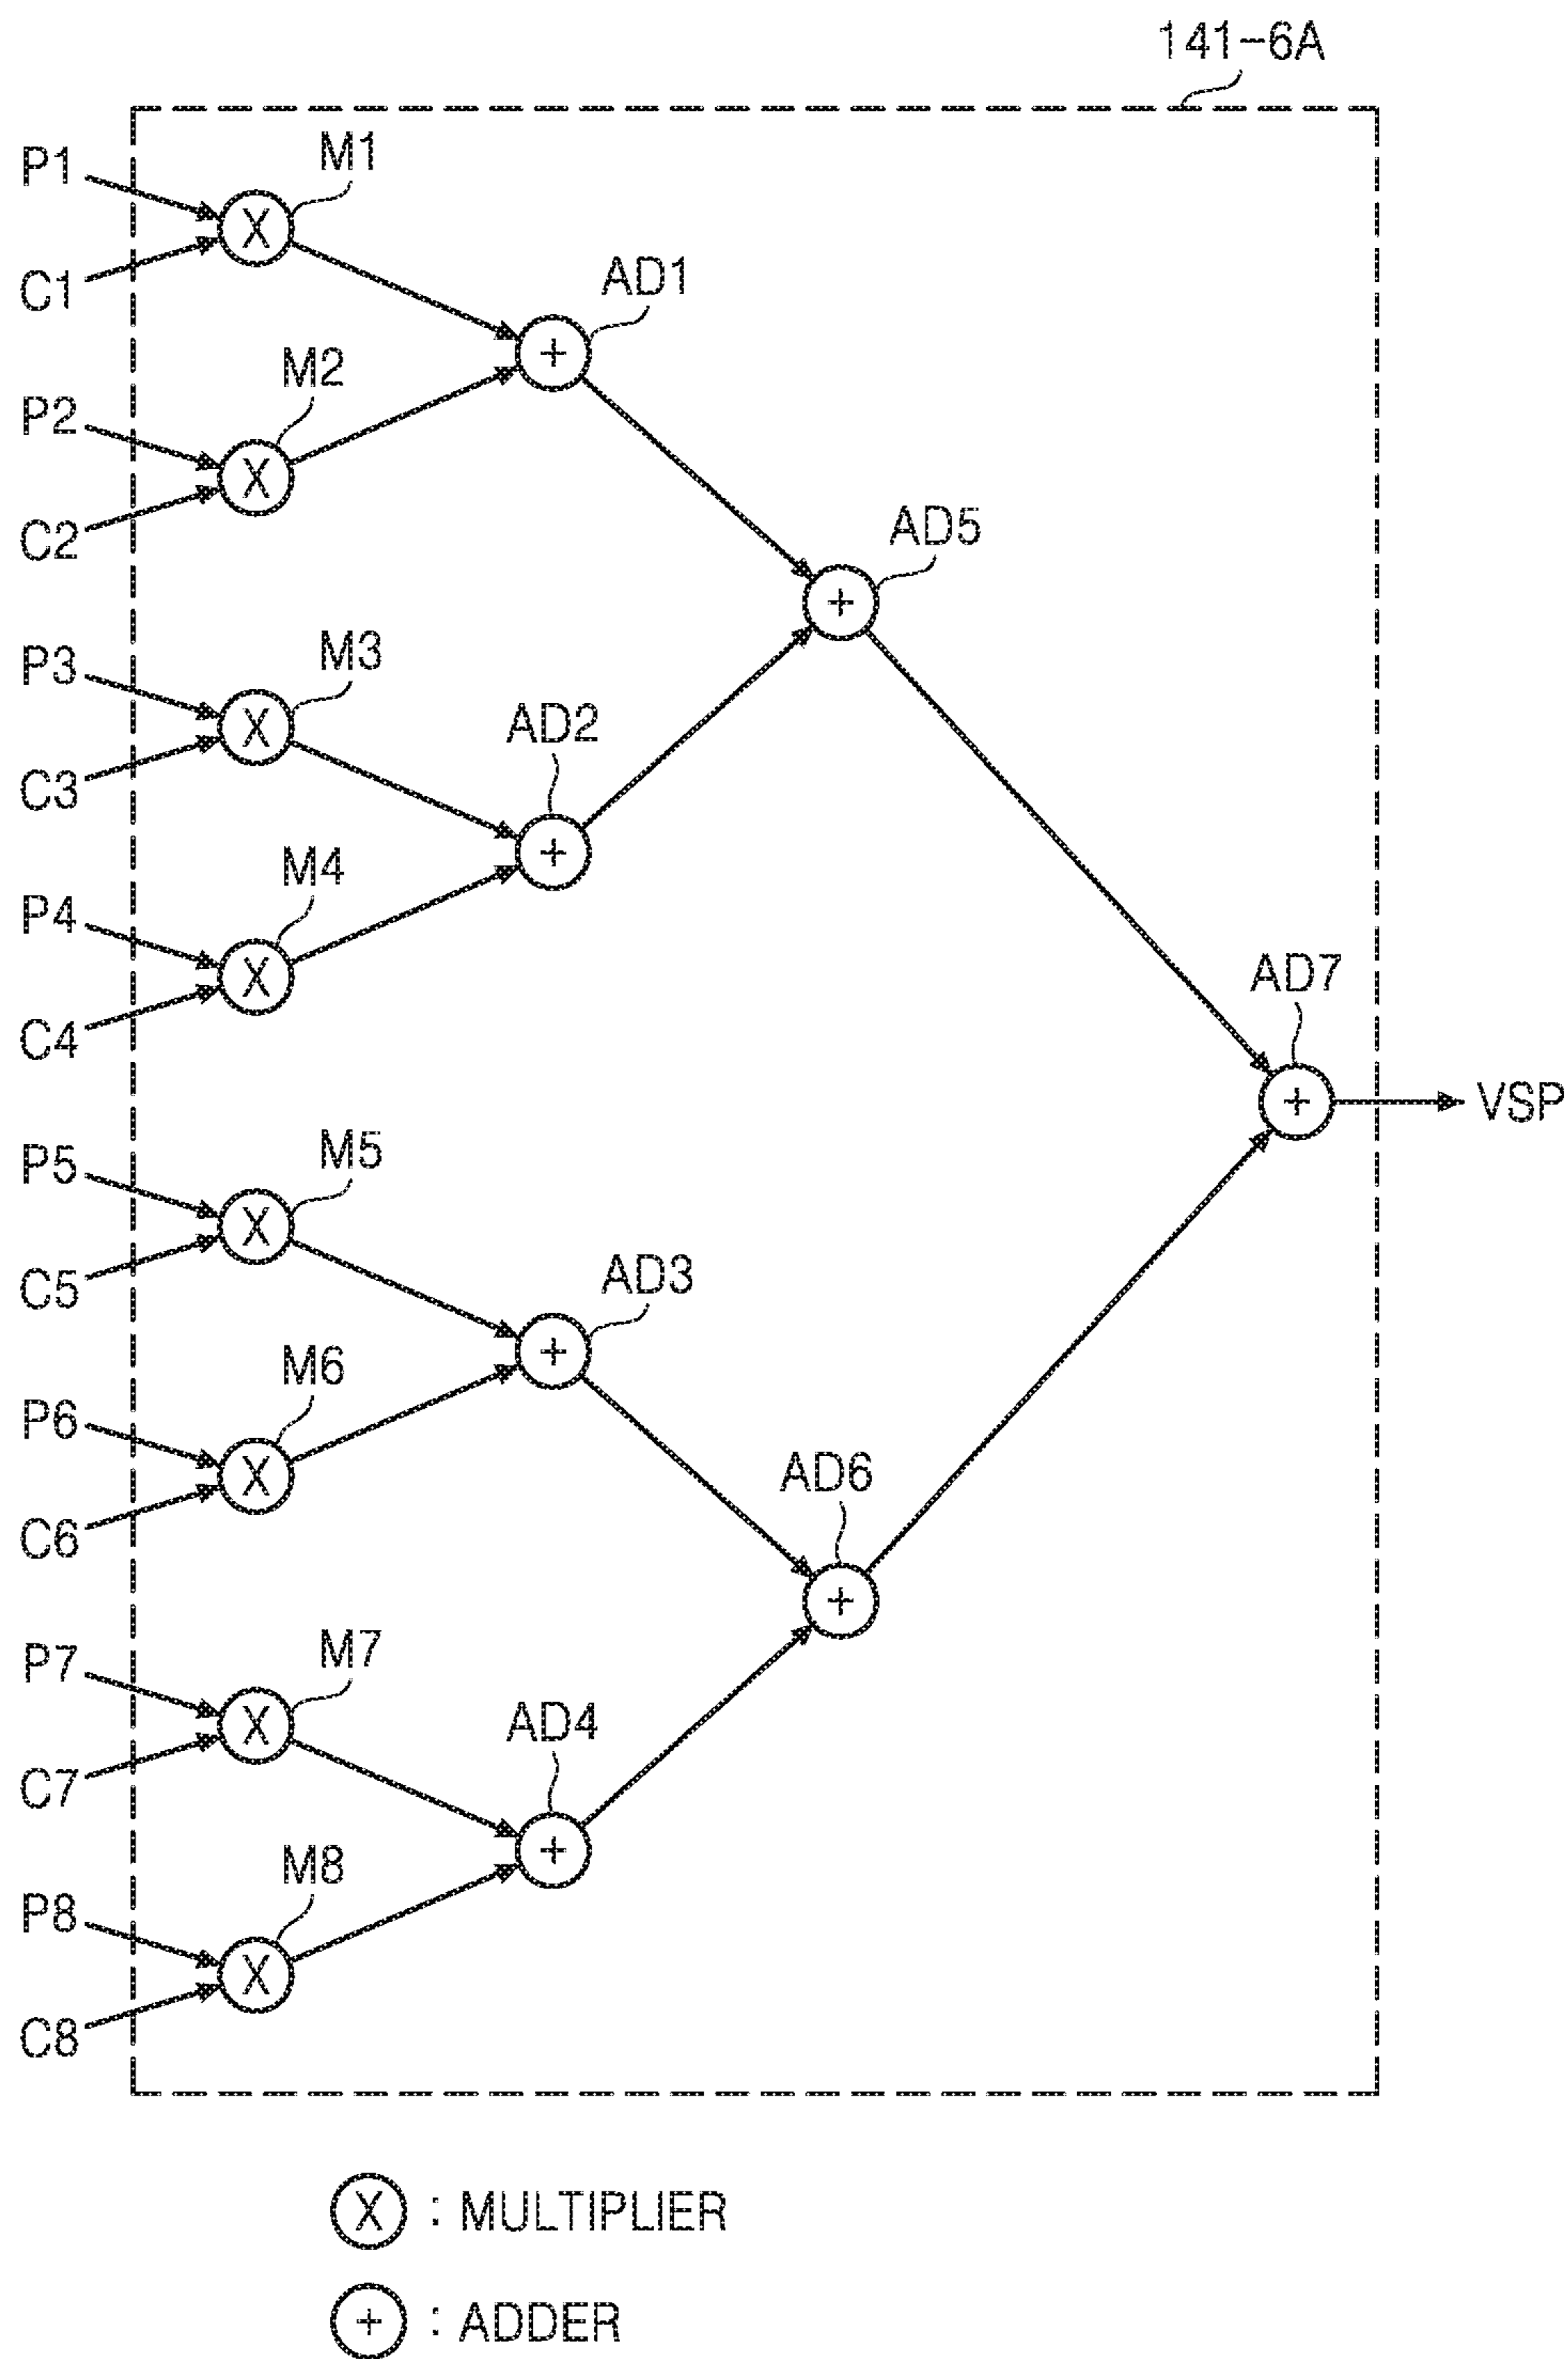 141-6A
P1
M1
C1
AD1
M2
P2
C2
AD5
P3
M3
AD2
C3
M4
P4
C4
AD7
VSP
P5
M5
C5
AD3
M6
P6
AD6
C6
P7
M7
AD4
C7
M8
P8
C8
X : MULTIPLIER
+ : ADDER